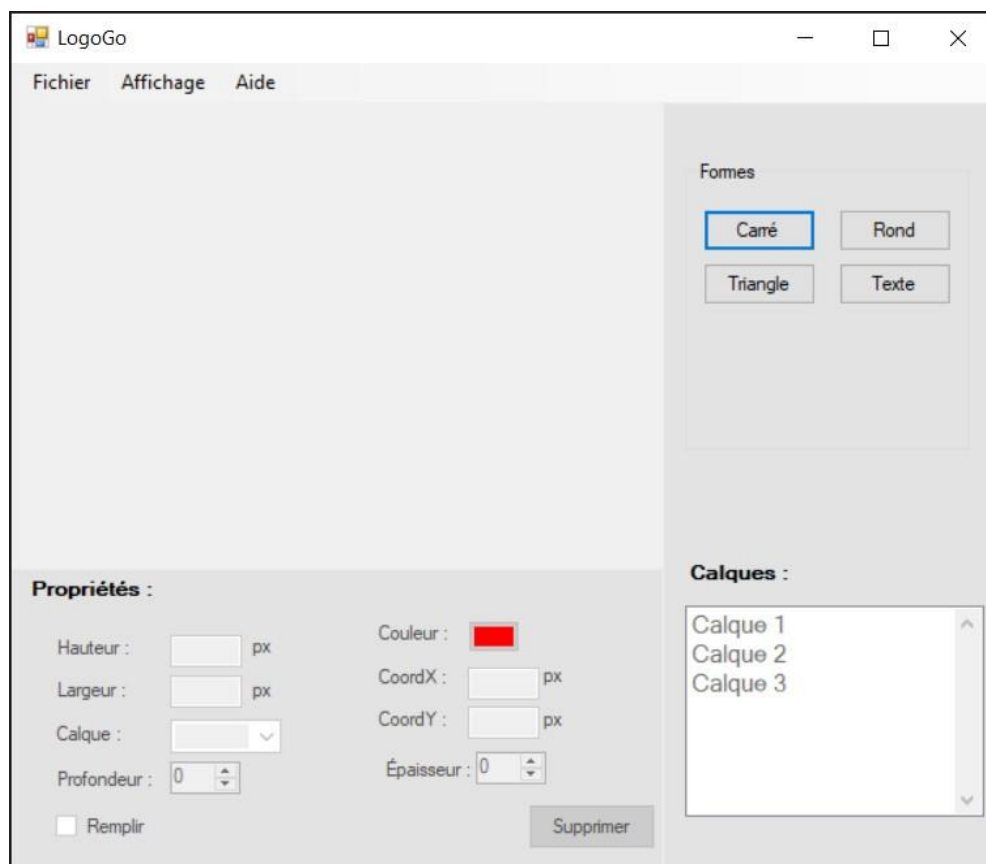 LogoGo
Fichier Affichage Aide
Formes
Carré Rond
Triangle Texte
Propriétés :
Hauteur : px
Largeur : px
Calque :
Profondeur : 0
Remplir
Couleur :
CoordX : px
CoordY : px
Épaisseur : 0
Supprimer
Calques :
Calque 1
Calque 2
Calque 3